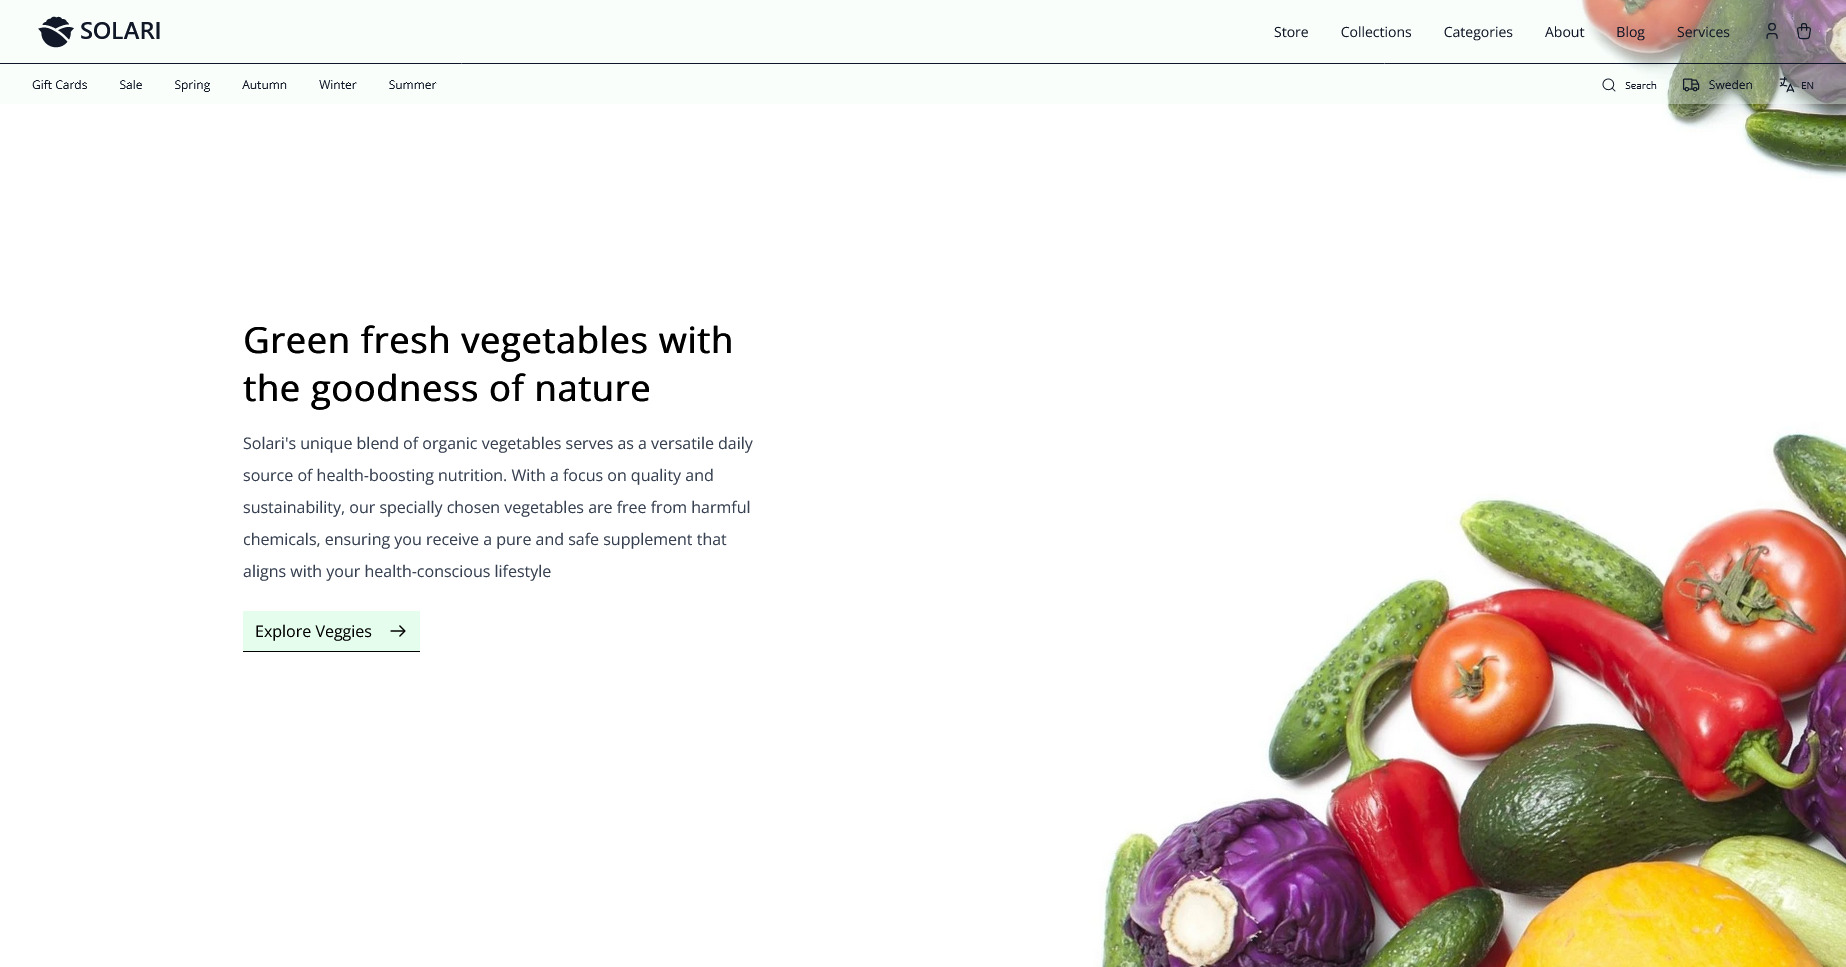 SOLARI
Store
Collections
Categories
About
Blog
Services
Gift Cards
Sale
Spring
Autumn
Winter
Summer
Search
Sweden
EN
Green fresh vegetables with
the goodness of nature
Solari's unique blend of organic vegetables serves as a versatile daily
source of health-boosting nutrition. With a focus on quality and
sustainability, our specially chosen vegetables are free from harmful
chemicals, ensuring you receive a pure and safe supplement that
aligns with your health-conscious lifestyle
Explore Veggies